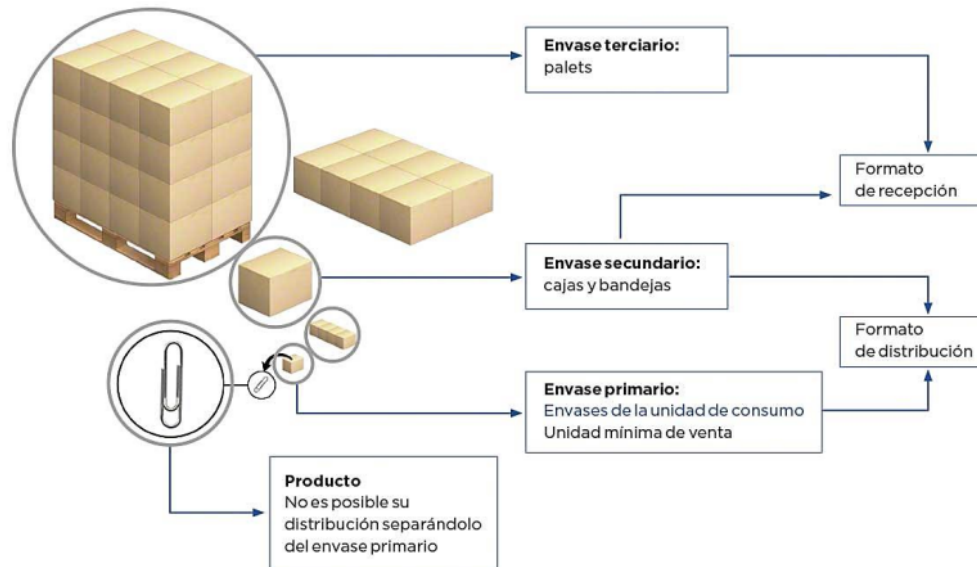 Envase terciario:
palets
Formato
de recepción
Envase secundario:
cajas y bandejas
Formato
de distribución
Envase primario:
Envases de la unidad de consumo
Unidad mínima de venta
Producto
No es posible su
distribución separándolo
del envase primario